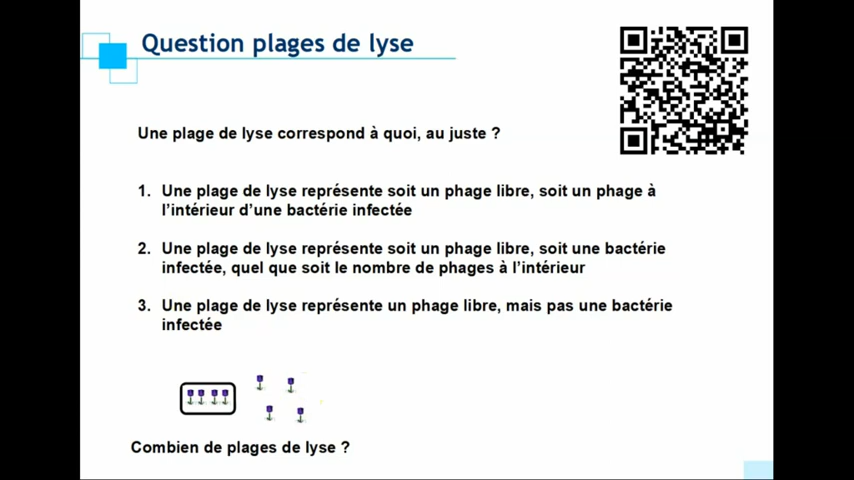 Question plages de lyse
Une plage de lyse correspond à quoi, au juste ?
1. Une plage de lyse représente soit un phage libre, soit un phage à
l'intérieur d'une bactérie infectée
2. Une plage de lyse représente soit un phage libre, soit une bactérie
infectée, quel que soit le nombre de phages à l'intérieur
3. Une plage de lyse représente un phage libre, mais pas une bactérie
infectée
Combien de plages de lyse ?